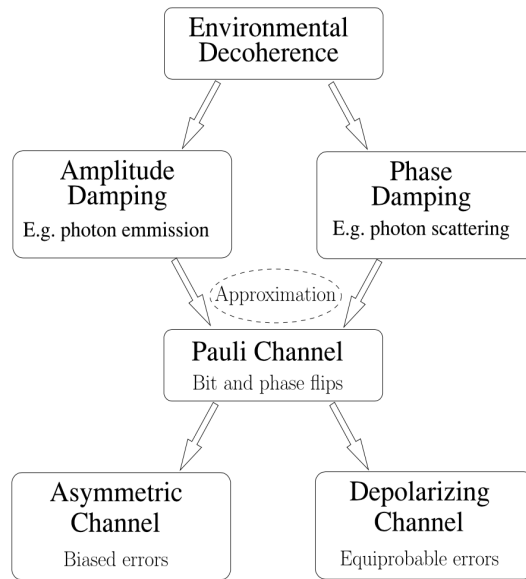 Environmental
Decoherence
Amplitude
Damping
E.g. photon emmission
Phase
Damping
E.g. photon scattering
Approximation
Pauli Channel
Bit and phase flips
Asymmetric
Channel
Biased errors
Depolarizing
Channel
Equiprobable errors